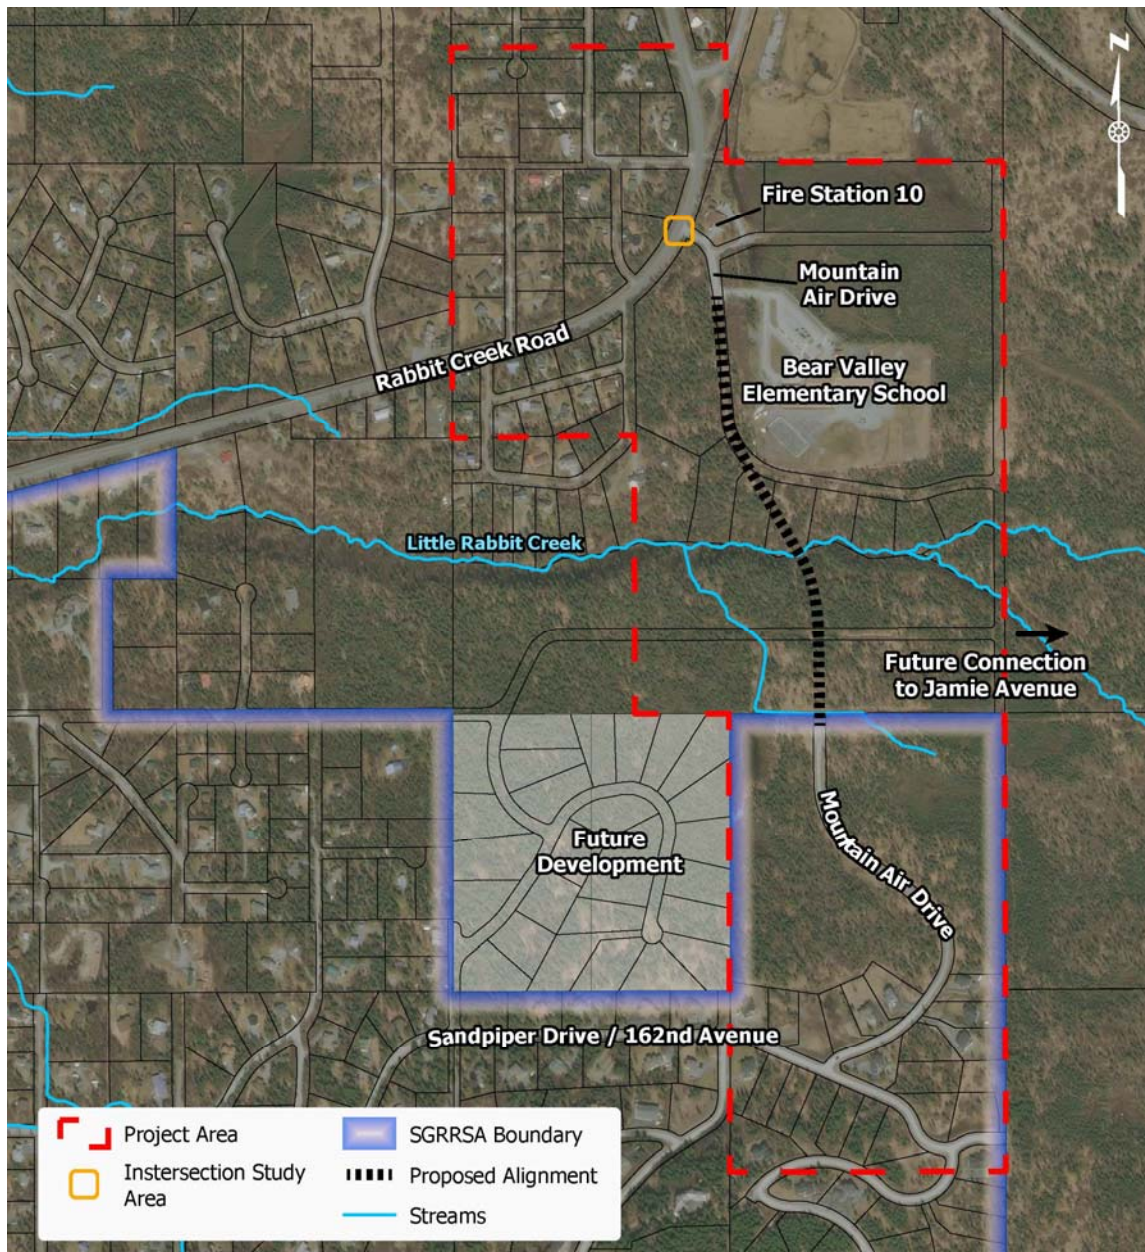 N
Fire Station 10
Mountain
Air Drive
Rabbit Creek Road
Bear Valley
Elementary School
Little Rabbit Creek
Future Connection
to Jamie Avenue
Future
Development
Mountain Air Drive
Sandpiper Drive / 162nd Avenue
Project Area
SGRRSA Boundary
Instersection Study
Area
Proposed Alignment
Streams